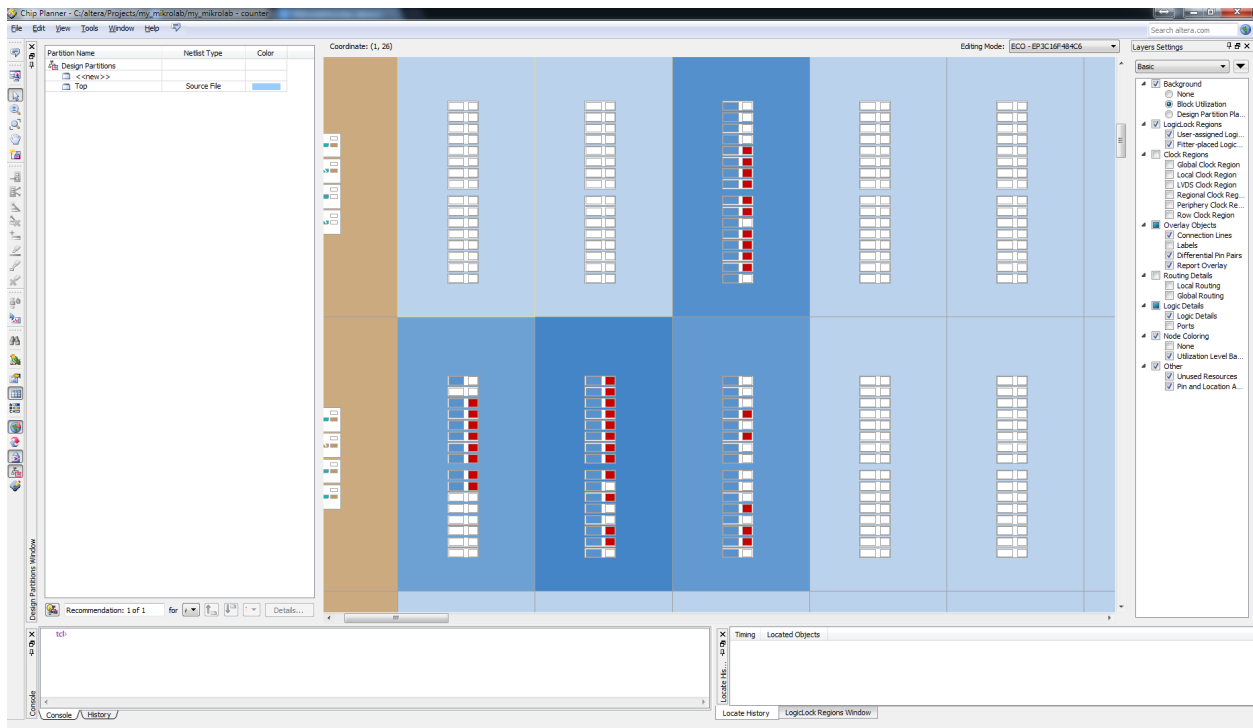 Chip Planner - C:/altera/Projects/my_mikrolab/my_mikrolab - counter
File Edit View Tools Window Help
Search altera.com
Partition Name Netlist Type Color
Design Partitions
<<new>>
Top Source File
Coordinate: (1, 26)
Editing Mode: ECO - EP3C16F484C6
Layers Settings
Basic
Background
None
Block Utilization
Design Partition Pla...
LogicLock Regions
User-assigned Logi...
Fitter-placed Logic...
Clock Regions
Global Clock Region
Local Clock Region
LVDS Clock Region
Regional Clock Reg...
Periphery Clock Re...
Row Clock Region
Overlay Objects
Connection Lines
Labels
Differential Pin Pairs
Report Overlay
Routing Details
Local Routing
Global Routing
Logic Details
Logic Details
Ports
Node Coloring
None
Utilization Level Ba...
Other
Unused Resources
Pin and Location A...
Design Partitions Window
Recommendation: 1 of 1 for Details...
tcl>
Console
Console History
Timing Located Objects
Locate His...
Locate History LogicLock Regions Window